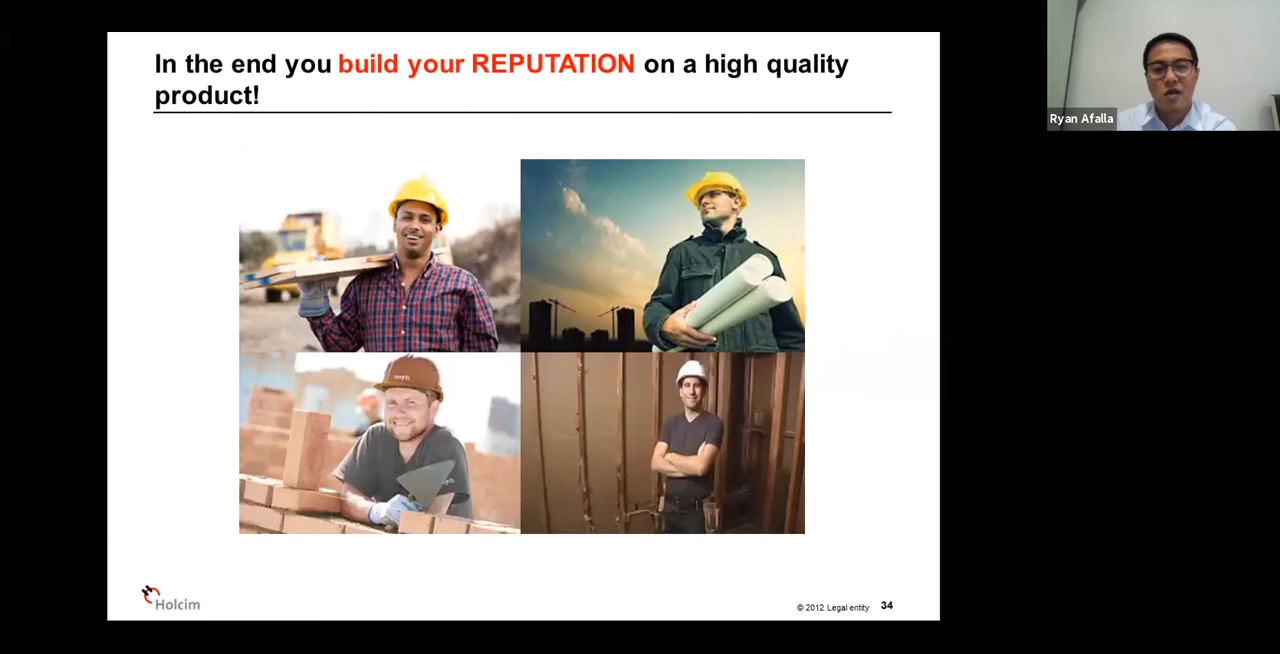 In the end you build your REPUTATION on a high quality
product!
Ryan Afalla
Holcim
© 2012 Legal entity 34